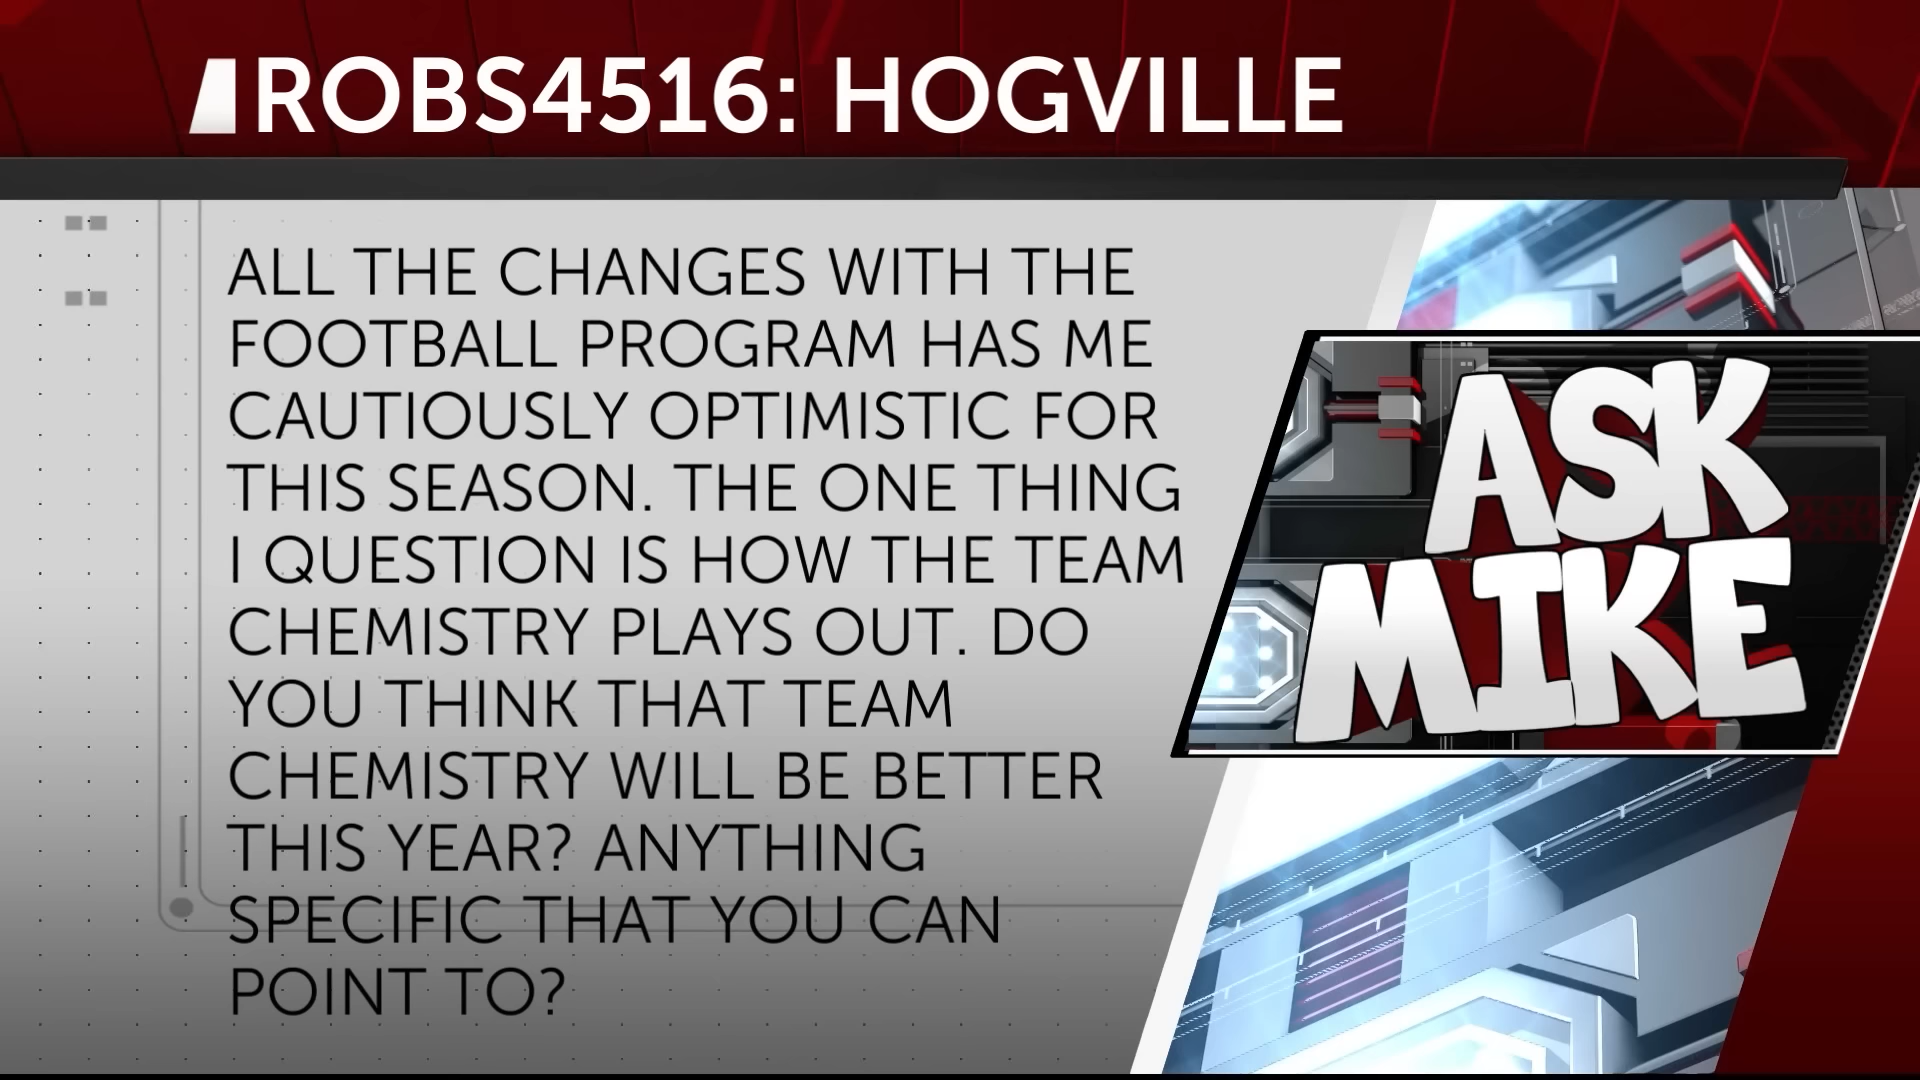 ROBS4516: HOGVILLE
ALL THE CHANGES WITH THE
FOOTBALL PROGRAM HAS ME
CAUTIOUSLY OPTIMISTIC FOR
THIS SEASON. THE ONE THING
I QUESTION IS HOW THE TEAM
CHEMISTRY PLAYS OUT. DO
YOU THINK THAT TEAM
CHEMISTRY WILL BE BETTER
THIS YEAR? ANYTHING
SPECIFIC THAT YOU CAN
POINT TO?
ASK
MIKE